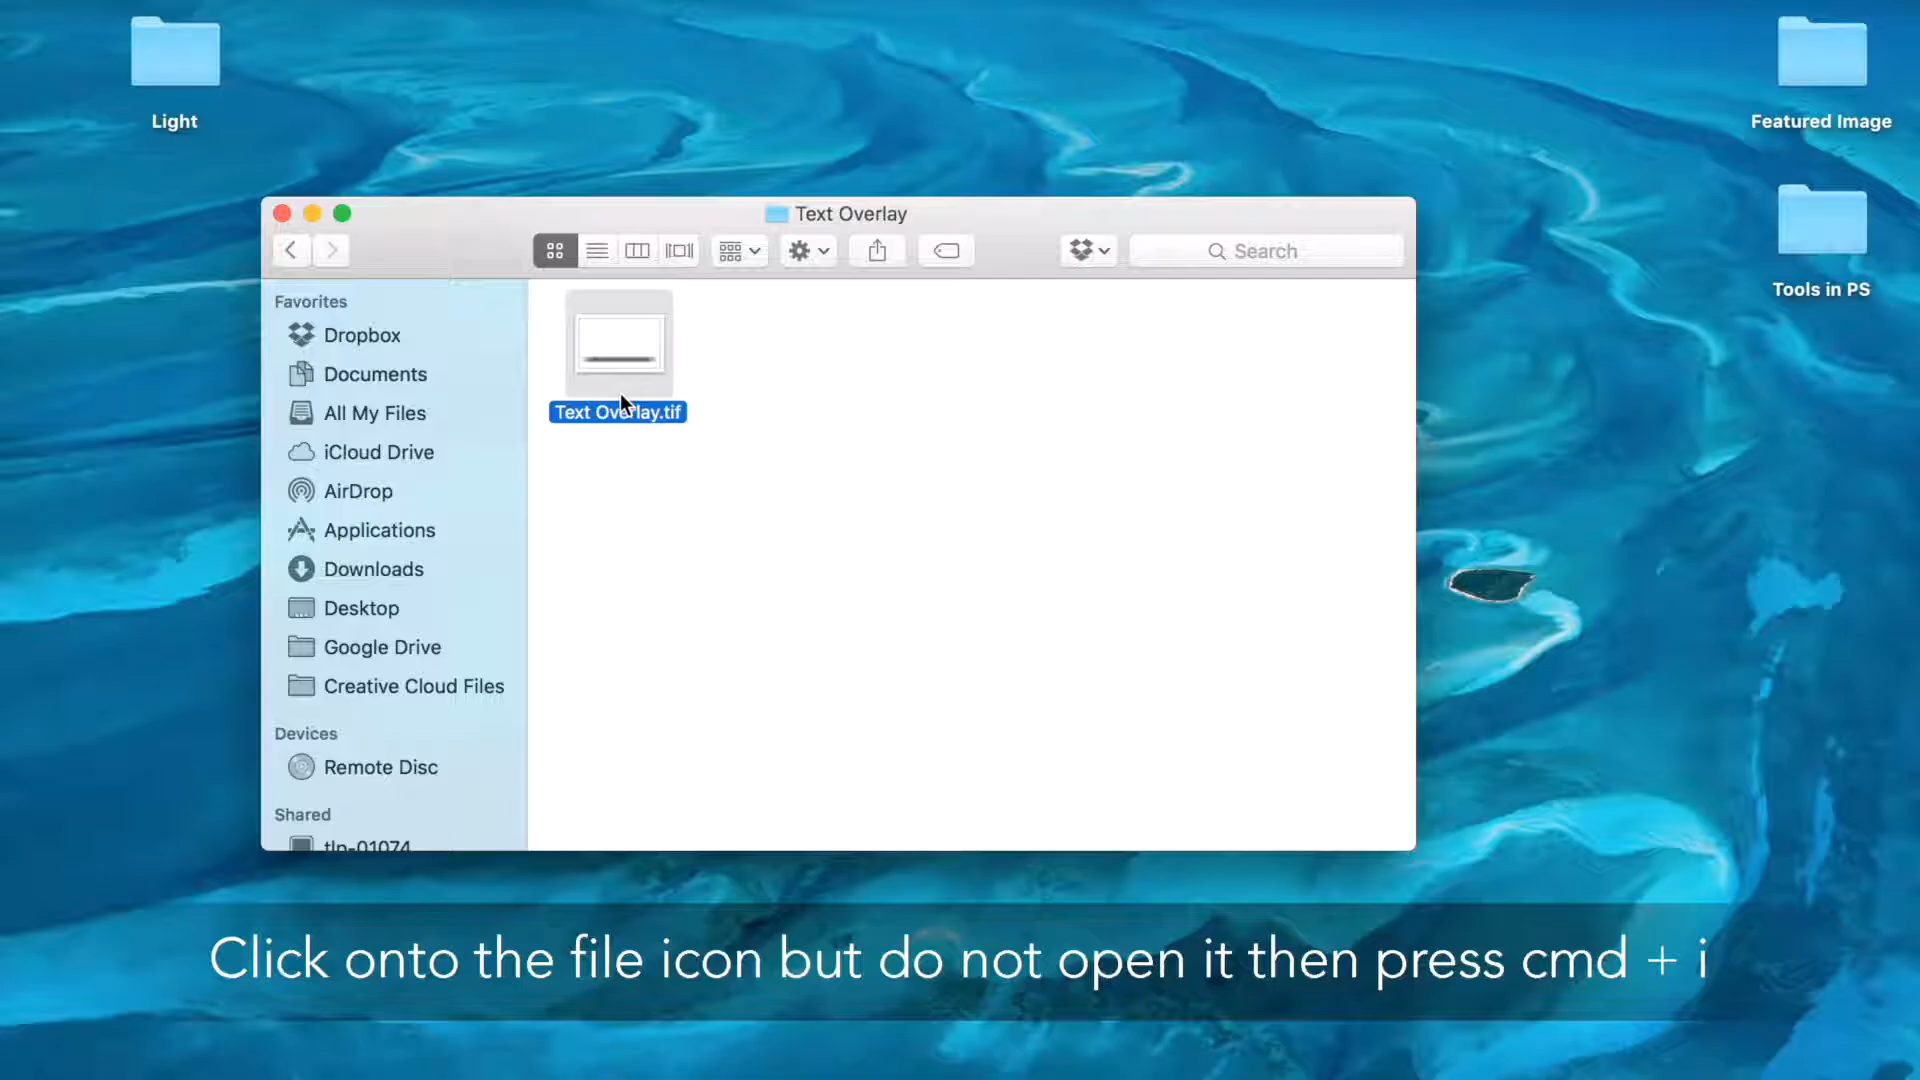 Light
Featured Image
Tools in PS
Text Overlay
Search
Favorites
Dropbox
Documents
All My Files
iCloud Drive
AirDrop
Applications
Downloads
Desktop
Google Drive
Creative Cloud Files
Devices
Remote Disc
Shared
tlp-01074
Text Overlay.tif
Click onto the file icon but do not open it then press cmd + i